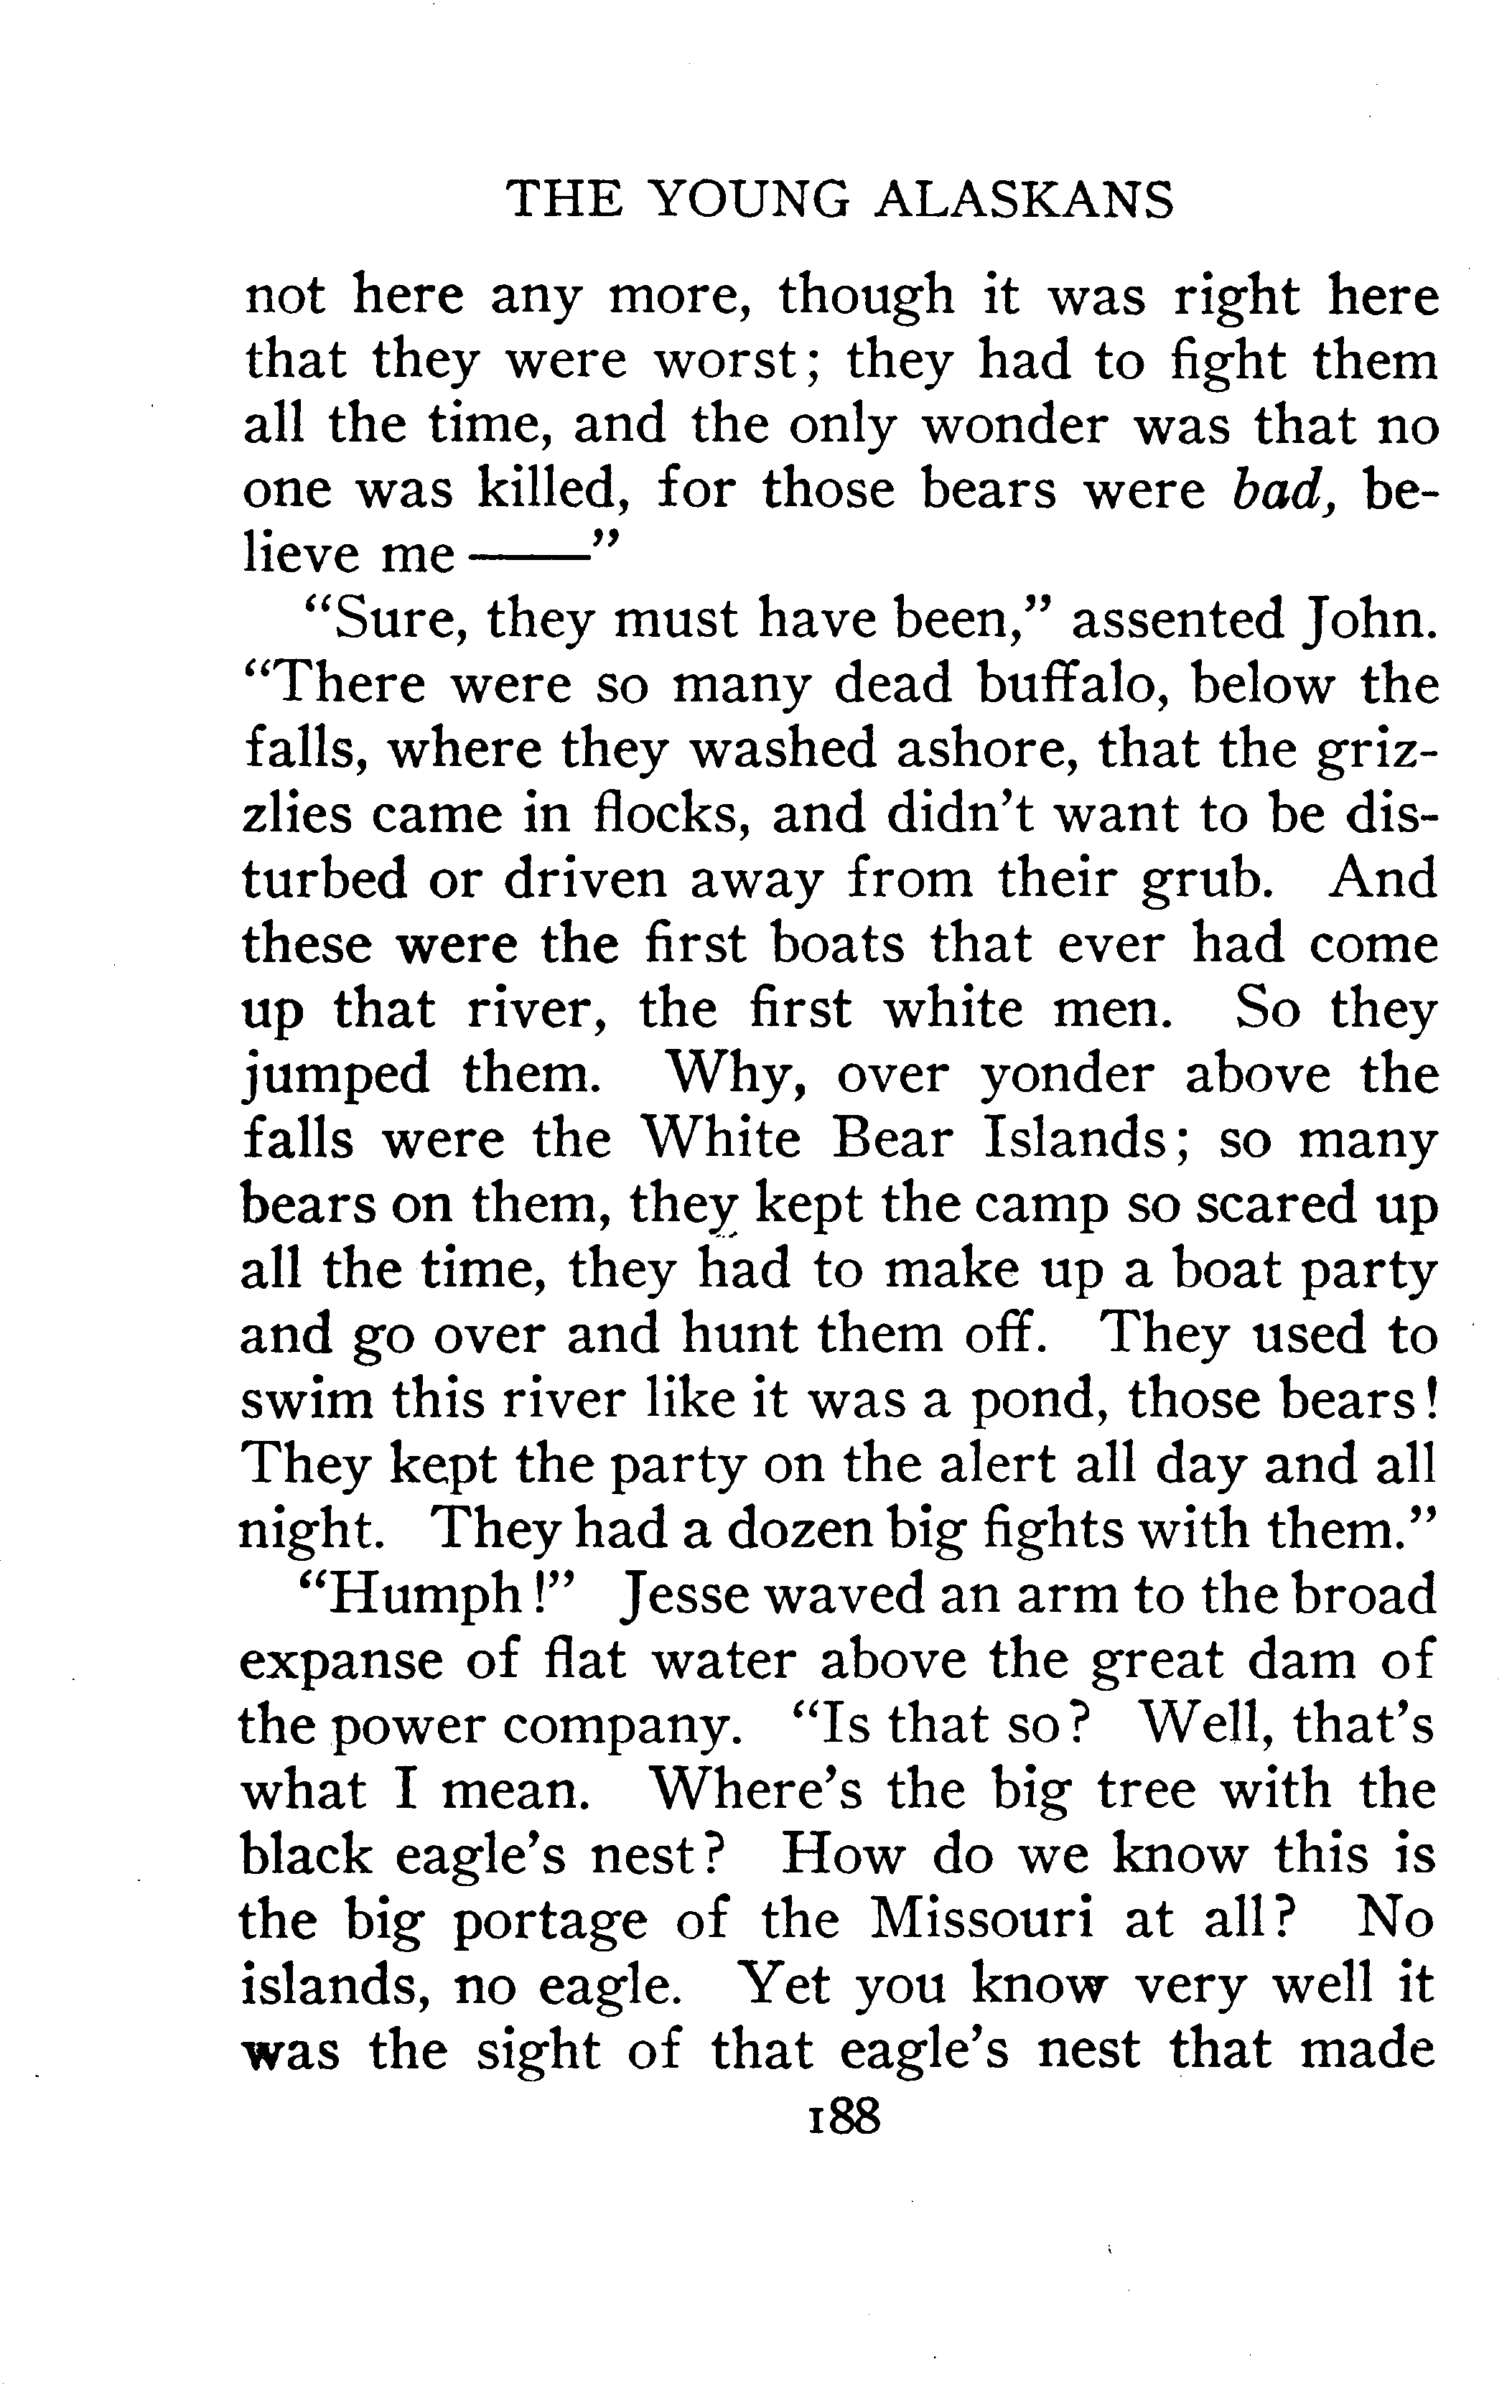 THE YOUNG ALASKANS
not here any more, though it was right here
that they were worst; they had to fight them
all the time, and the only wonder was that no
one was killed, for those bears were bad, be-
lieve me ——”
“Sure, they must have been,” assented John.
“There were so many dead buffalo, below the
falls, where they washed ashore, that the griz-
zlies came in flocks, and didn't want to be dis-
turbed or driven away from their grub. And
these were the first boats that ever had come
up that river, the first white men. So they
jumped them. Why, over yonder above the
falls were the White Bear Islands; so many
bears on them, they kept the camp so scared up
all the time, they had to make up a boat party
and go over and hunt them off. They used to
swim this river like it was a pond, those bears!
They kept the party on the alert all day and all
night. They had a dozen big fights with them.”
“Humph!” Jesse waved an arm to the broad
expanse of flat water above the great dam of
the power company. “Is that so? Well, that's
what I mean. Where's the big tree with the
black eagle's nest? How do we know this is
the big portage of the Missouri at all? No
islands, no eagle. Yet you know very well it
was the sight of that eagle's nest that made
188